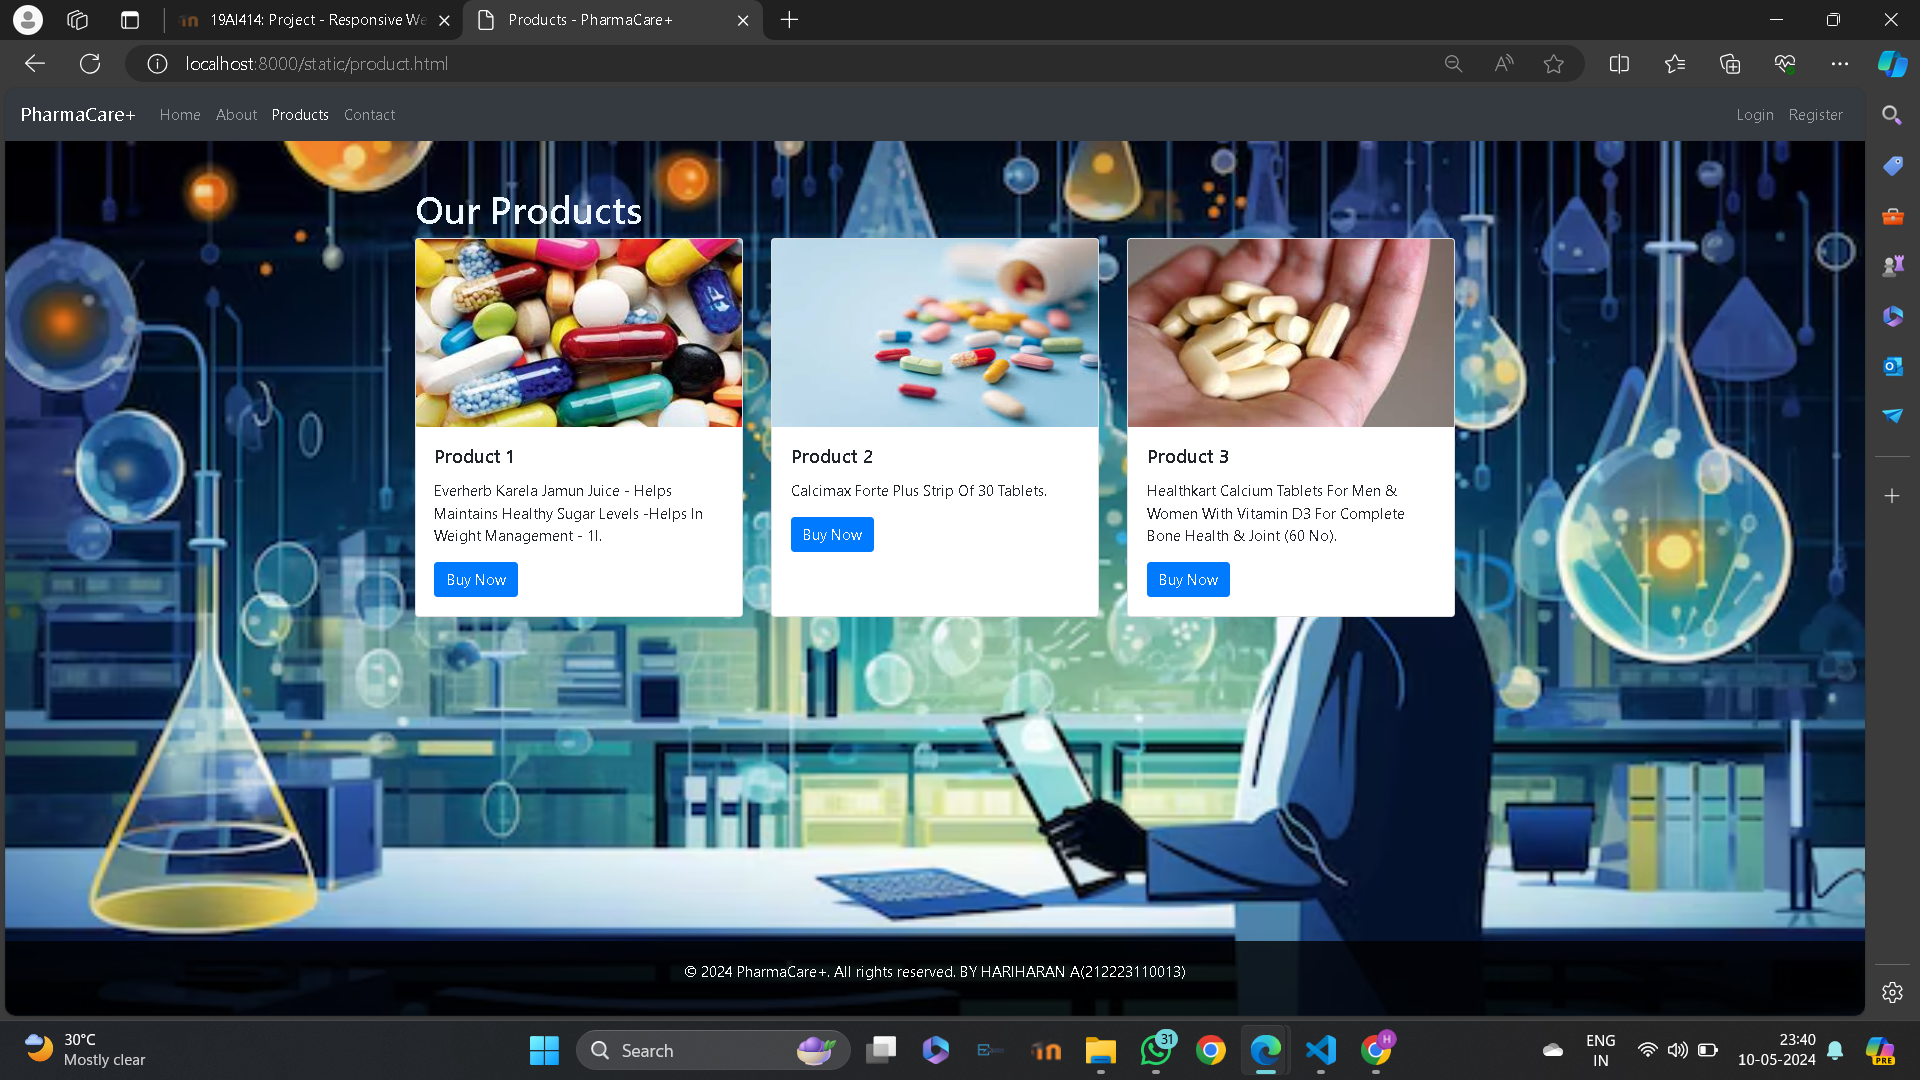 19AI414: Project - Responsive We
Products - PharmaCare+
localhost:8000/static/product.html
PharmaCare+ Home About Products Contact Login Register
Our Products
Product 1
Everherb Karela Jamun Juice - Helps
Maintains Healthy Sugar Levels -Helps In
Weight Management - 1l.
Buy Now
Product 2
Calcimax Forte Plus Strip Of 30 Tablets.
Buy Now
Product 3
Healthkart Calcium Tablets For Men &
Women With Vitamin D3 For Complete
Bone Health & Joint (60 No).
Buy Now
© 2024 PharmaCare+. All rights reserved. BY HARIHARAN A(212223110013)
30°C
Mostly clear
Search
31
H
ENG
IN
23:40
10-05-2024
PRE